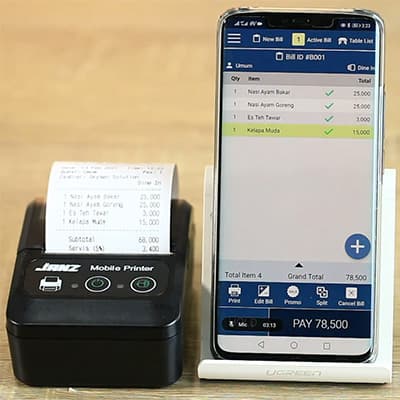 3:23
New Bill 1 Active Bill Table List
Bill ID #B001
Umum Dine In
Qty Item Total
1 Nasi Ayam Bakar 25,000
1 Nasi Ayam Goreng 25,000
1 Es Teh Tawar 3,000
1 Kelapa Muda 15,000
Total Item 4 Grand Total 78,500
Print Edit Bill Promo Split Cancel Bill
Mic 03:13 PAY 78,500
UGREEN
Dine In
1 Nasi Ayam Bakar 25,000
1 Nasi Ayam Goreng 25,000
1 Es Teh Tawar 3,000
1 Kelapa Muda 15,000
Subtotal 68,000
Servis (5%) 3,400
JANZ Mobile Printer